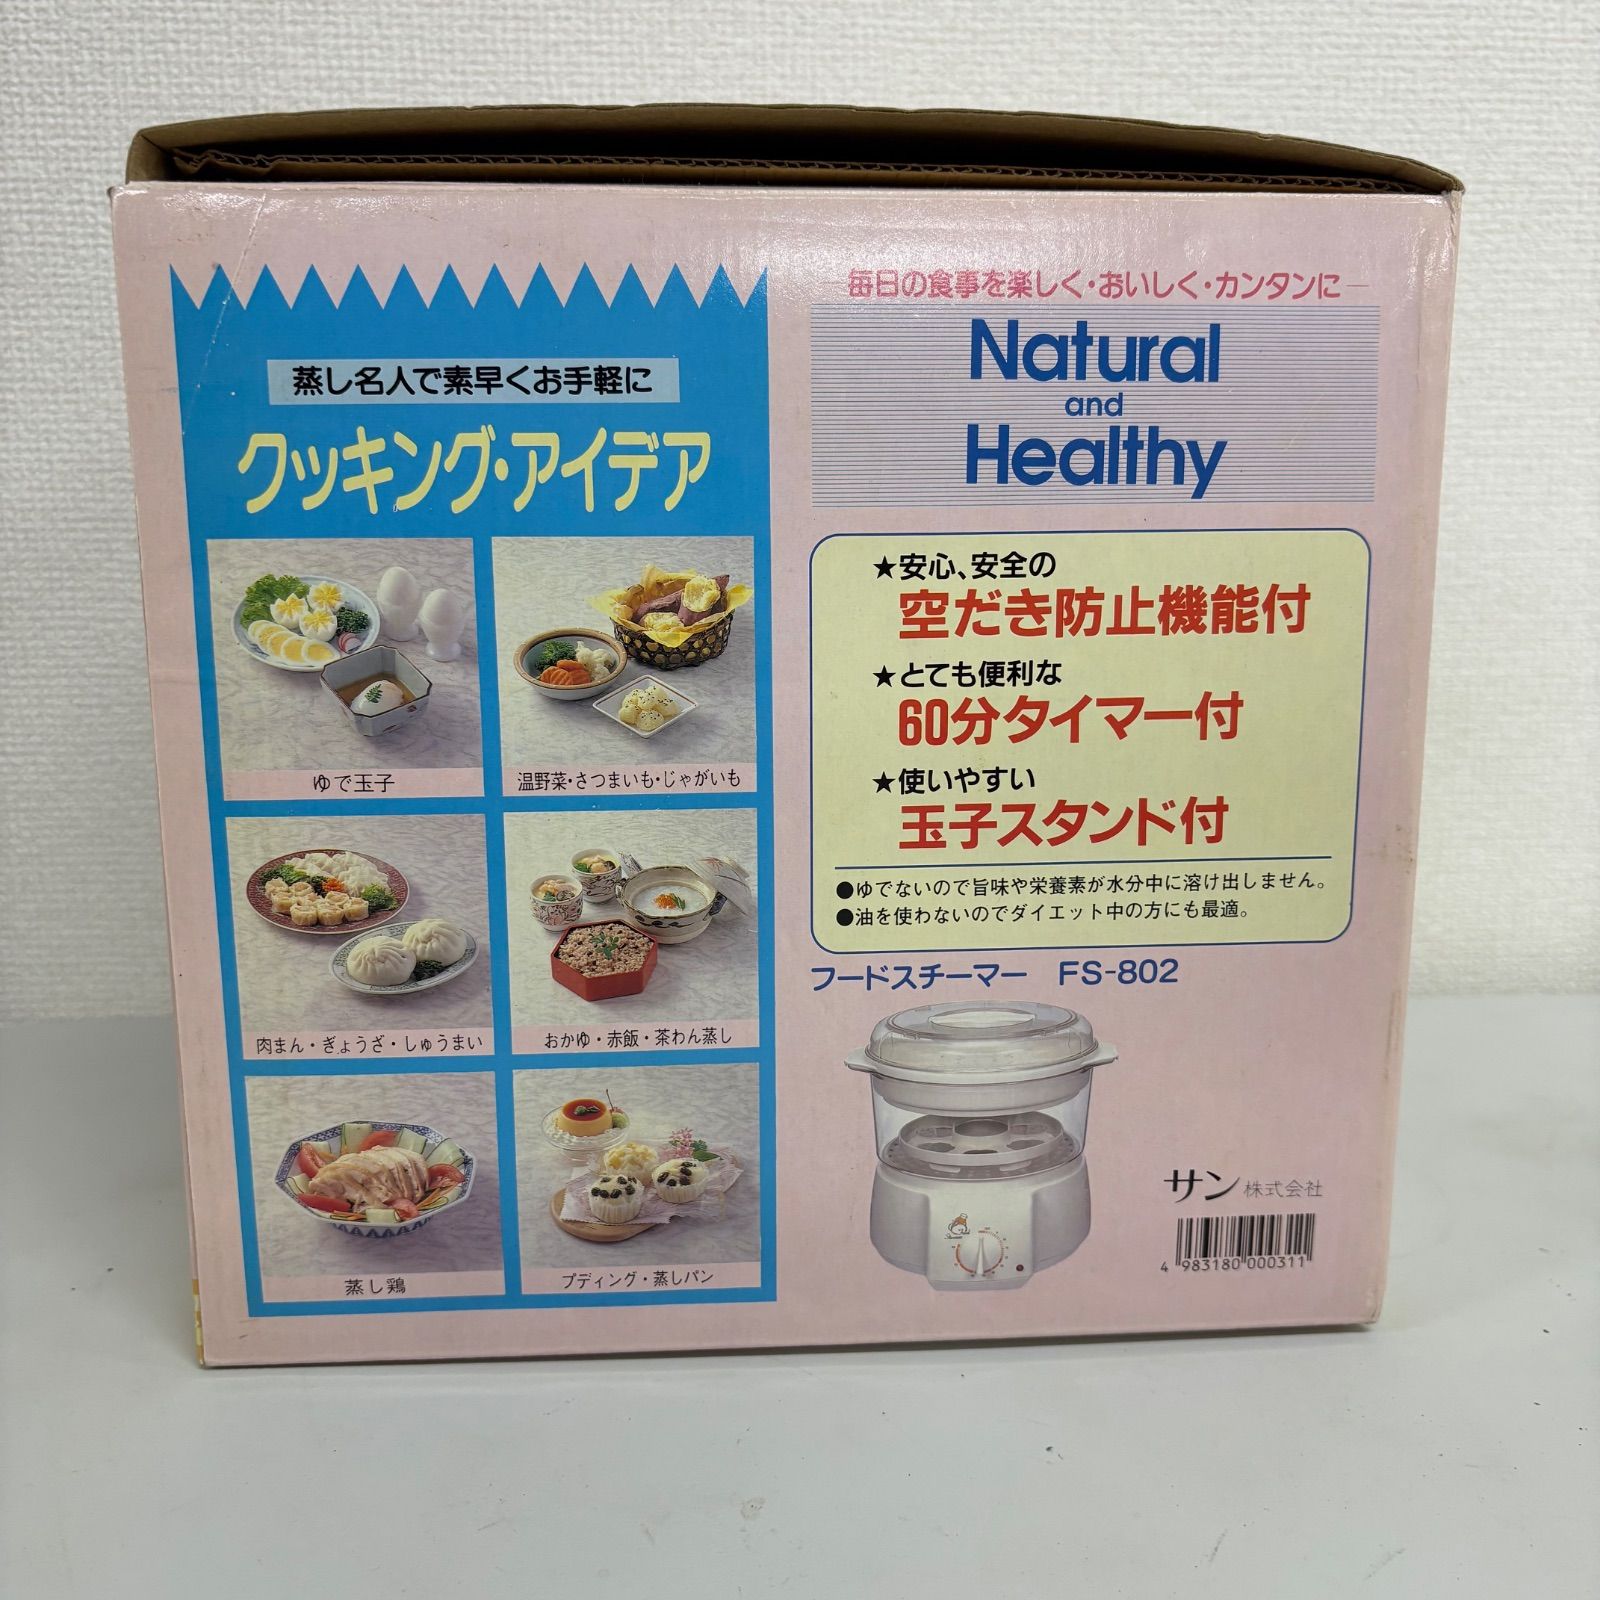 蒸し名人で素早くお手軽に
クッキング・アイデア
ゆで玉子
温野菜・さつまいも・じゃがいも
肉まん・ぎょうざ・しゅうまい
おかゆ・赤飯・茶わん蒸し
蒸し鶏
プディング・蒸しパン
毎日の食事を楽しく・おいしく・カンタンに
Natural
and
Healthy
★安心、安全の
空だき防止機能付
★とても便利な
60分タイマー付
★使いやすい
玉子スタンド付
●ゆでないので旨味や栄養素が水分中に溶け出しません。
●油を使わないのでダイエット中の方にも最適。
フードスチーマー FS-802
サン株式会社
4 983180 000311